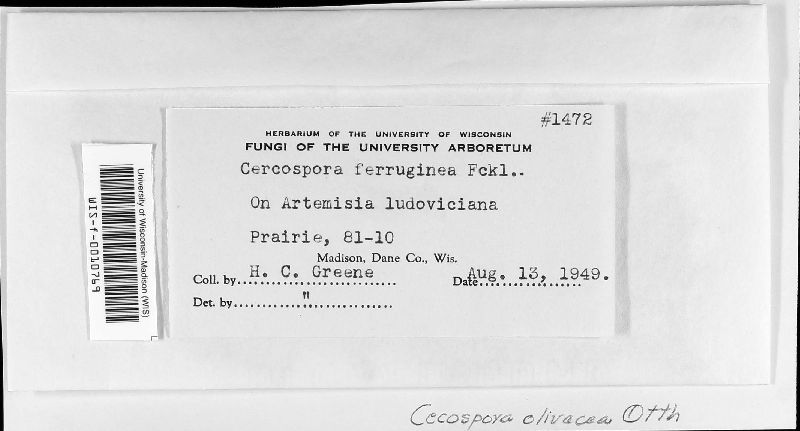 #1472
HERBARIUM OF THE UNIVERSITY OF WISCONSIN
FUNGI OF THE UNIVERSITY ARBORETUM
Cercospora ferruginea Fckl..
On Artemisia ludoviciana
Prairie, 81-10
Madison, Dane Co., Wis.
Coll. by H. C. Greene Date Aug. 13, 1949.
Det. by "
University of Wisconsin-Madison (WIS)
WIS-f-0010799
Cecospora olivacea Otth